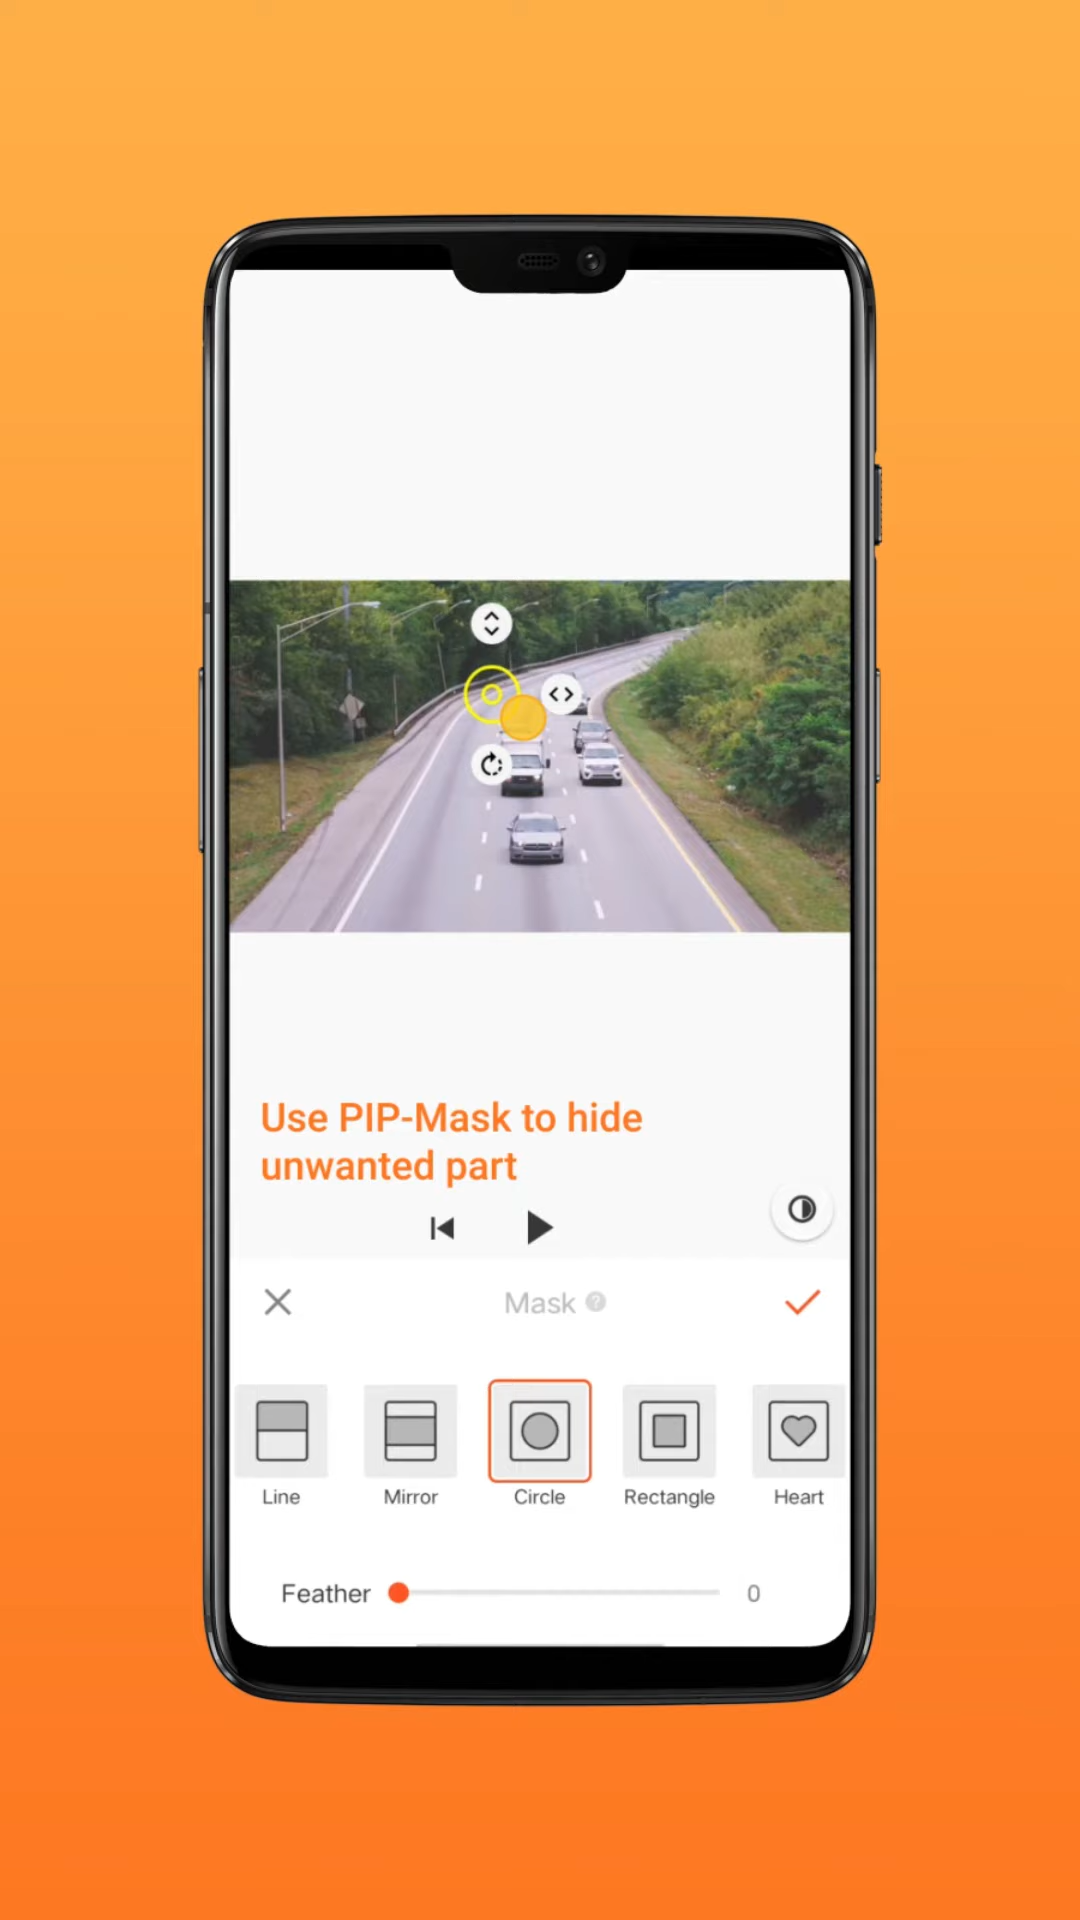 Use PIP-Mask to hide
unwanted part
Mask ?
Line Mirror Circle Rectangle Heart
Feather 0